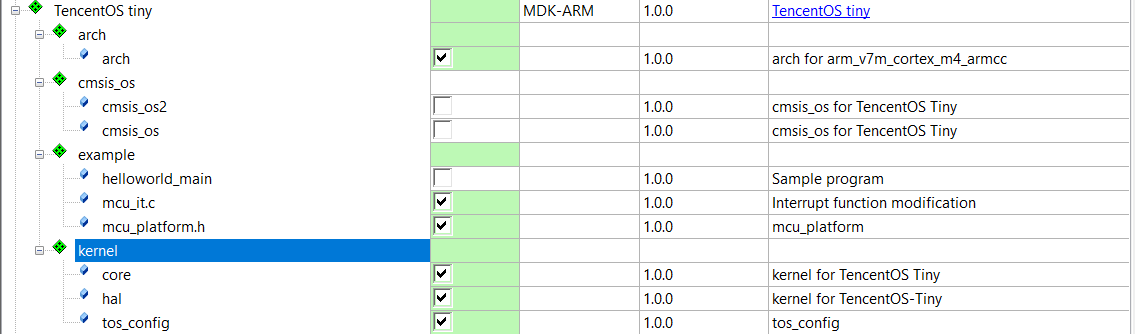 TencentOS tiny MDK-ARM 1.0.0 TencentOS tiny
arch
arch 1.0.0 arch for arm_v7m_cortex_m4_armcc
cmsis_os
cmsis_os2 1.0.0 cmsis_os for TencentOS Tiny
cmsis_os 1.0.0 cmsis_os for TencentOS Tiny
example
helloworld_main 1.0.0 Sample program
mcu_it.c 1.0.0 Interrupt function modification
mcu_platform.h 1.0.0 mcu_platform
kernel
core 1.0.0 kernel for TencentOS Tiny
hal 1.0.0 kernel for TencentOS-Tiny
tos_config 1.0.0 tos_config